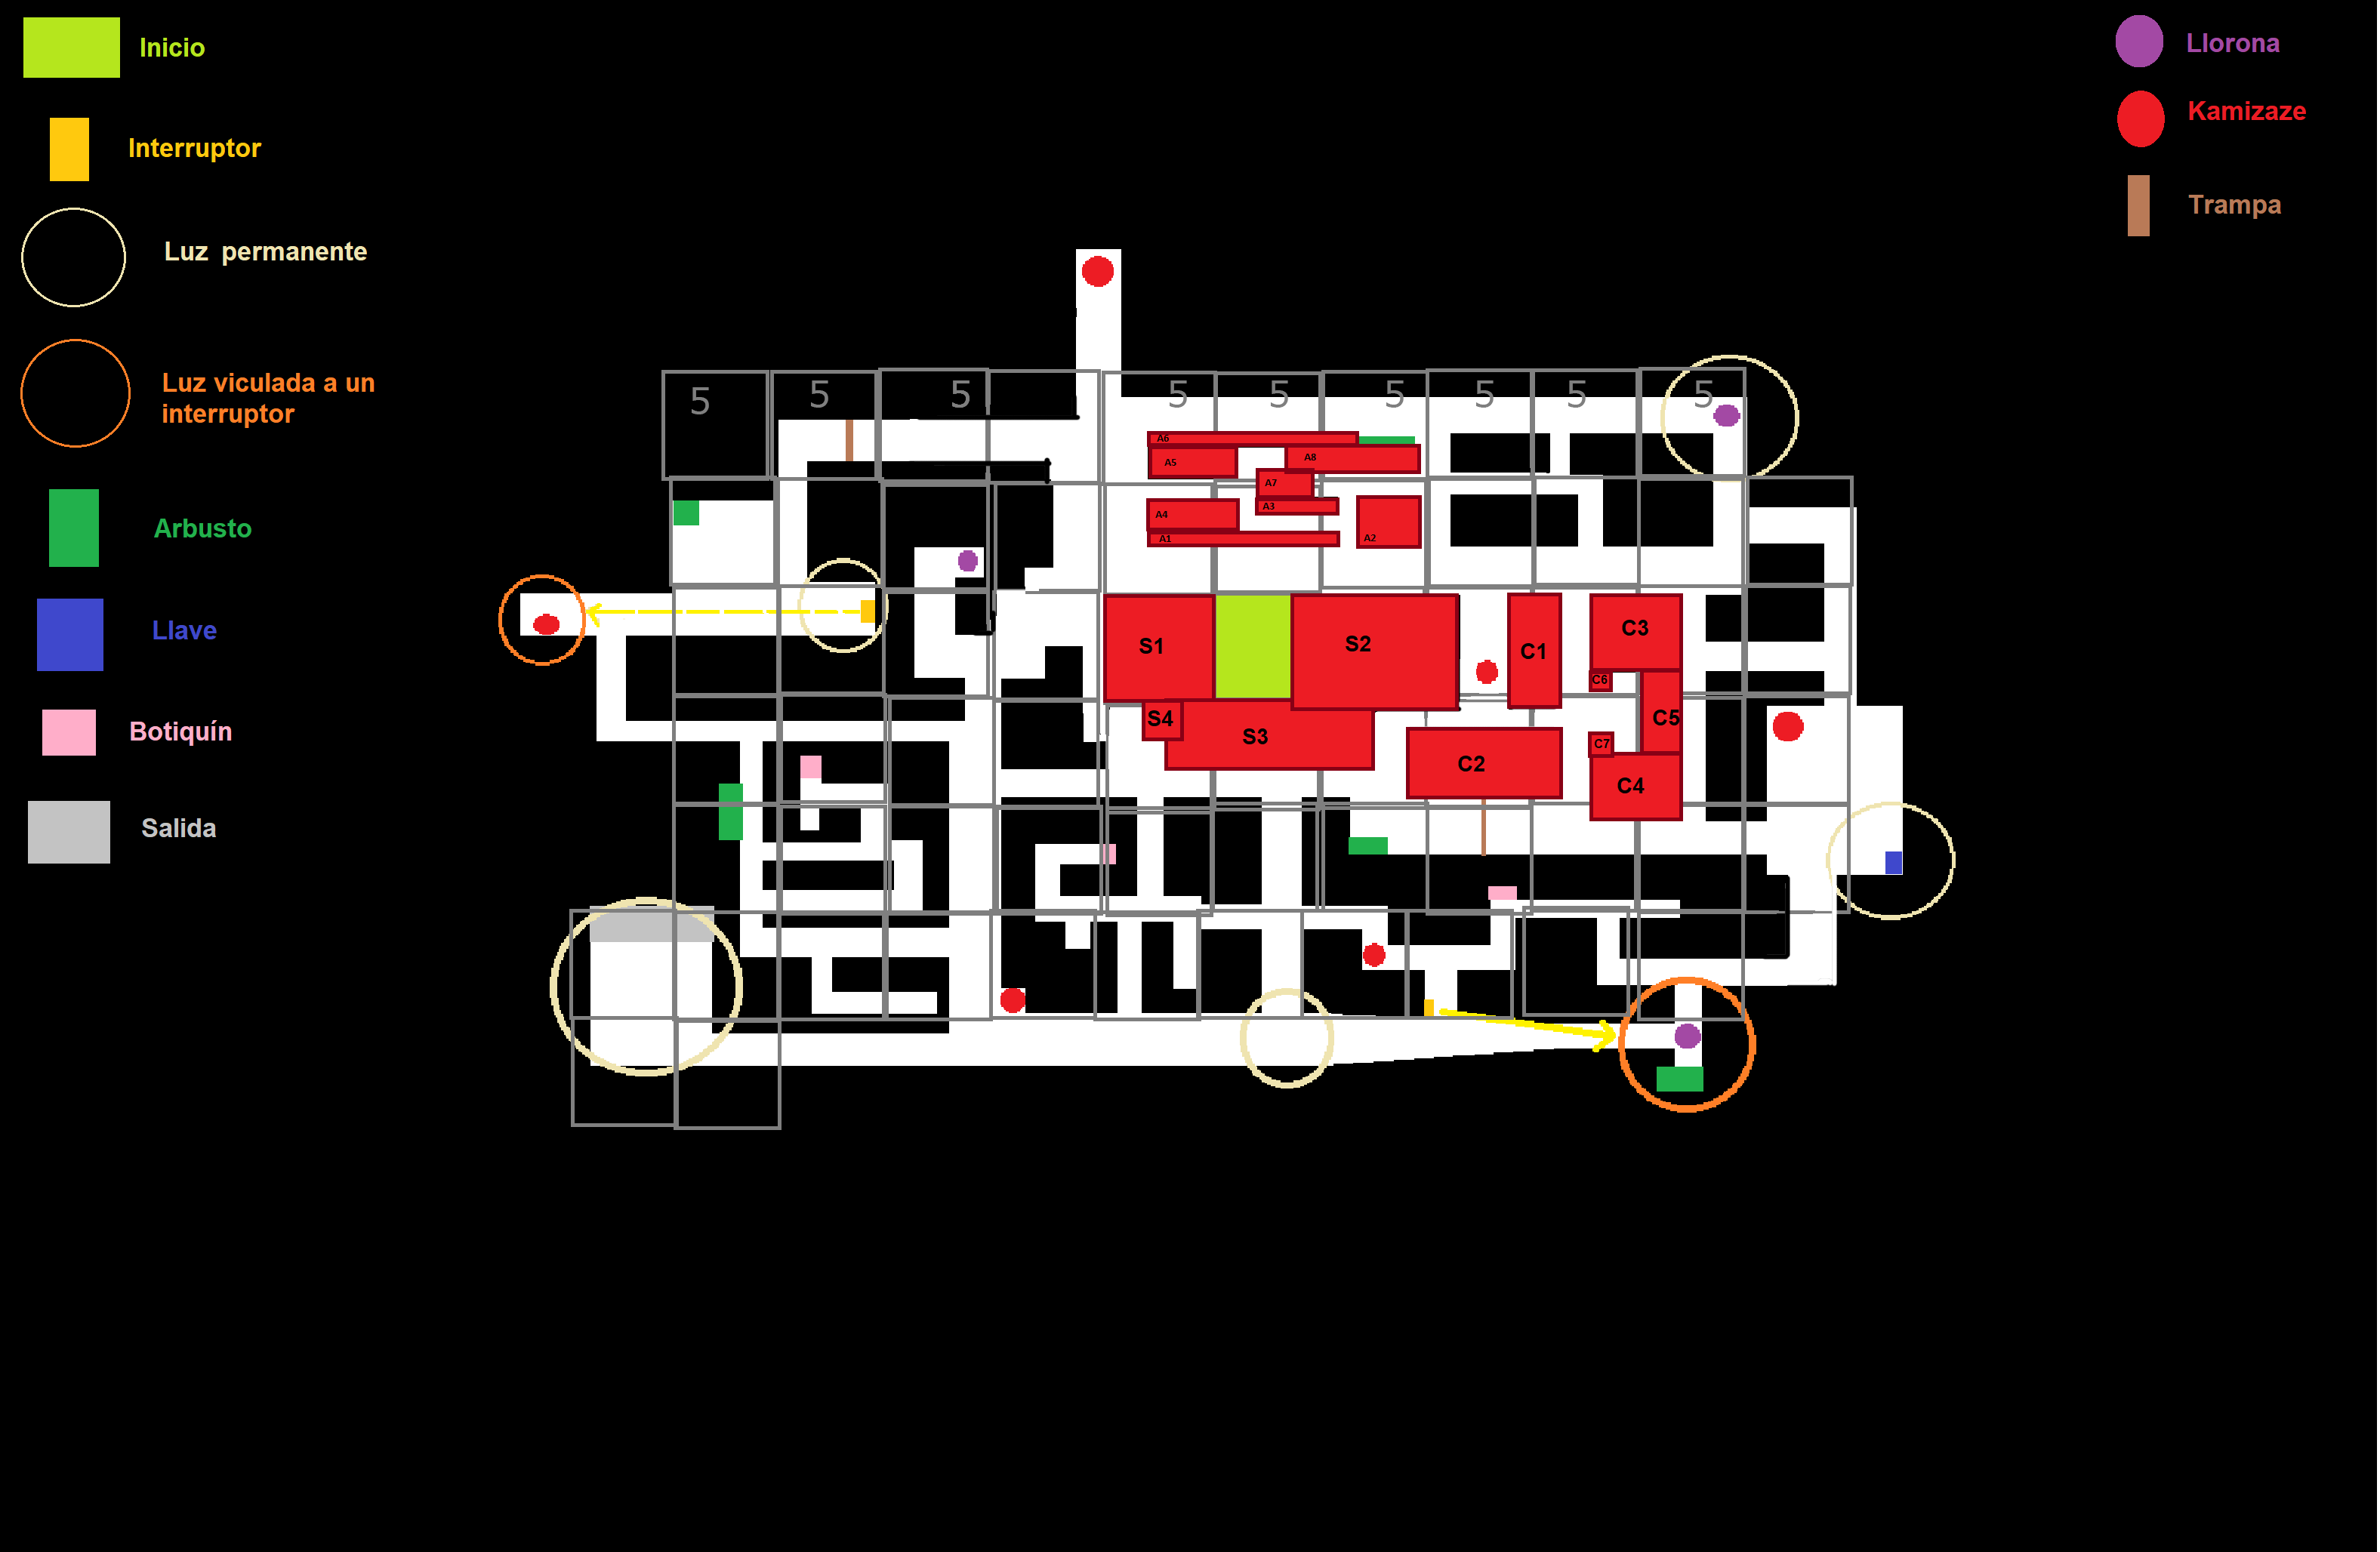 Inicio
Interruptor
Luz permanente
Luz viculada a un
interruptor
Arbusto
Llave
Botiquín
Salida
Llorona
Kamizaze
Trampa
5
5
5
5
5
5
5
5
5
A6
A5
A8
A7
A3
A4
A1
A2
S1
S2
S3
S4
C1
C2
C3
C6
C5
C7
C4